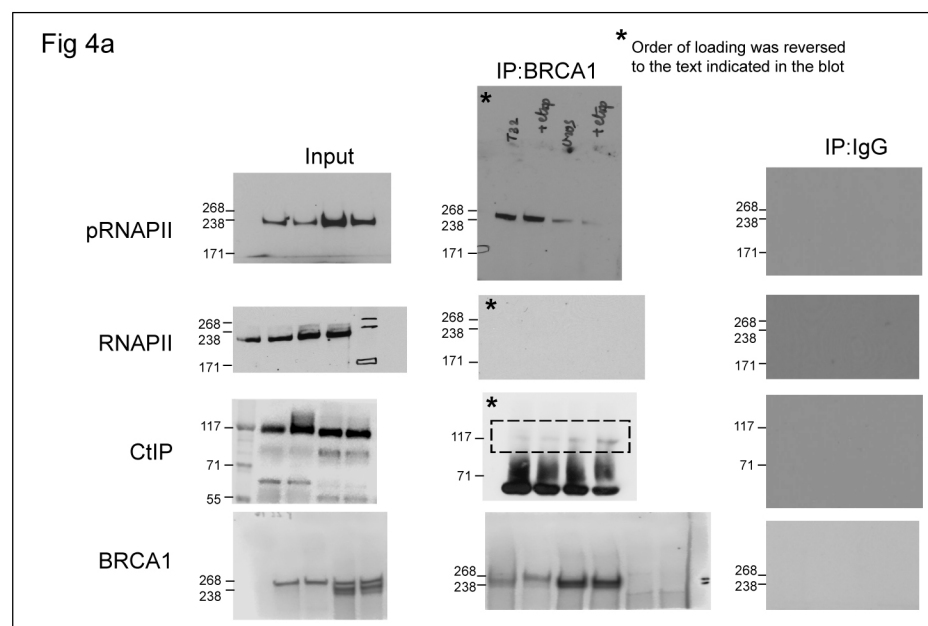 Fig 4a
* Order of loading was reversed
to the text indicated in the blot
IP:BRCA1
Input
IP:IgG
*
T22
+etop
U2OS
+etop
pRNAPII
268
238
171
268
238
171
268
238
171
RNAPII
268
238
171
*
268
238
171
268
238
171
CtIP
117
71
55
*
117
71
117
71
55
BRCA1
268
238
268
238
268
238